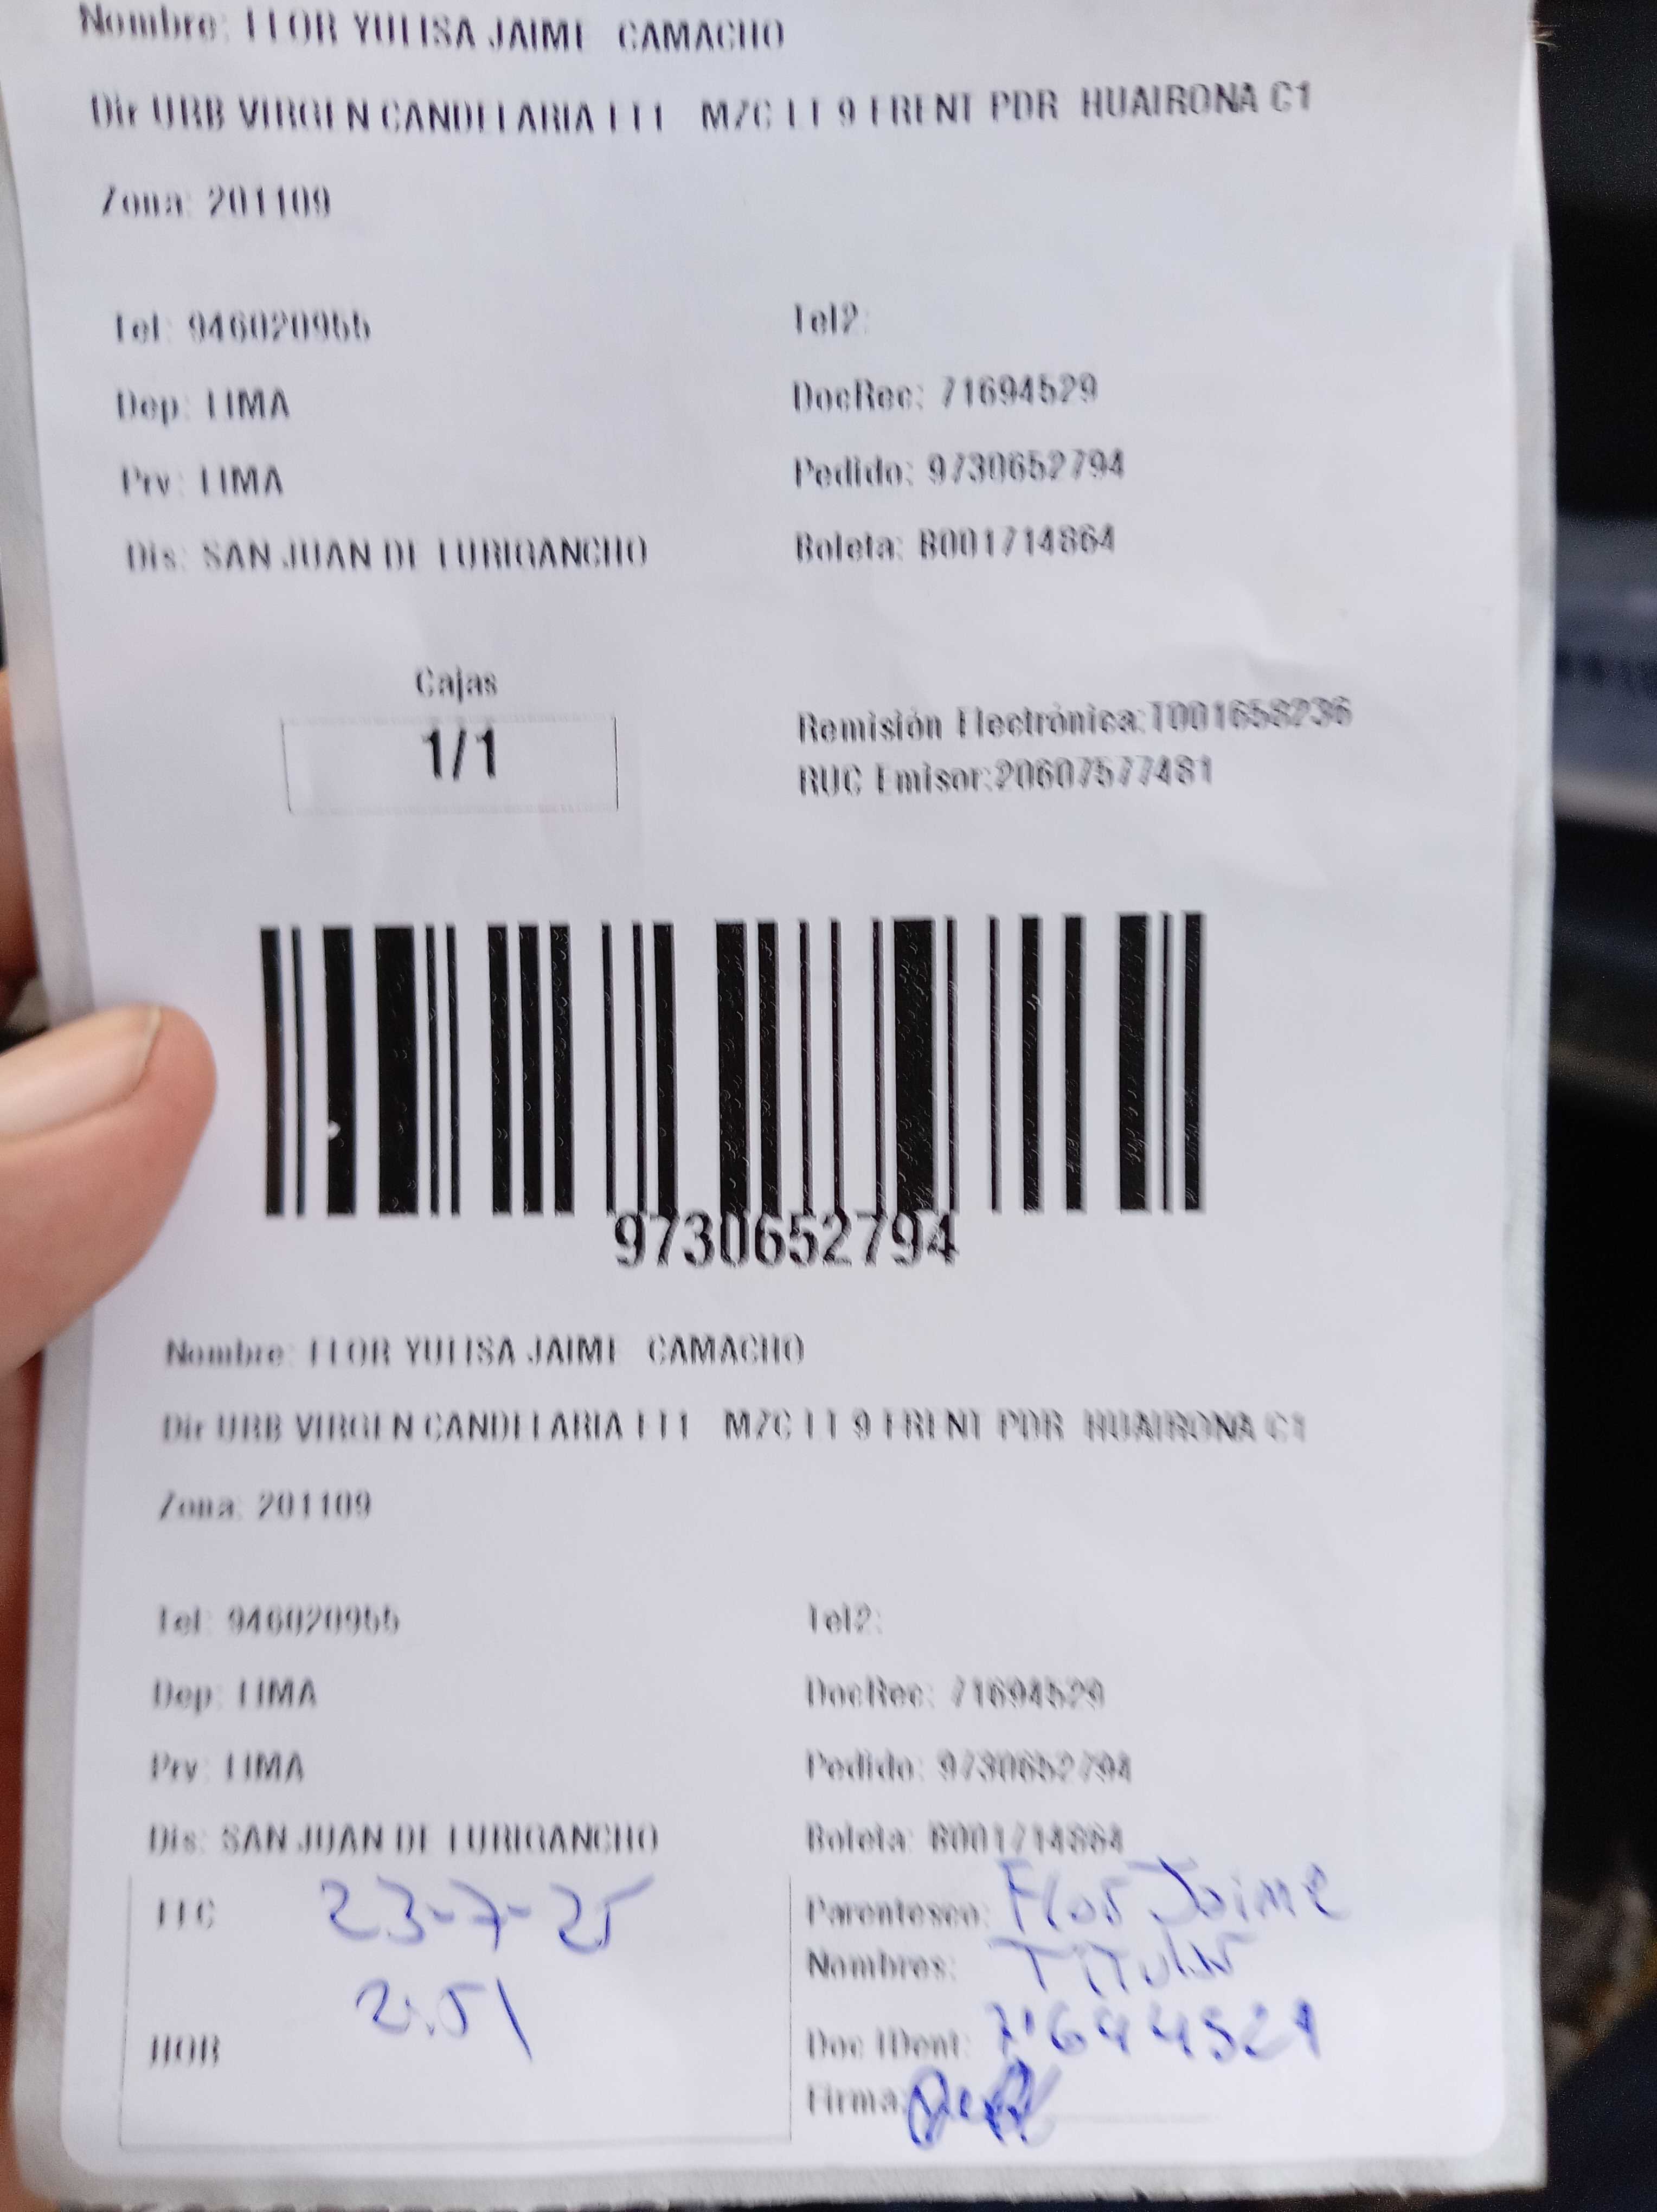 Nombre: FLOR YULISA JAIME CAMACHO
Dir URB VIRGEN CANDELARIA ET1 MZC LT 9 FRENT PDR HUAIRONA C1
Zona: 201109
Tel: 946020955 Tel2:
Dep: LIMA DocRec: 71694529
Prv: LIMA Pedido: 9730652794
Dis: SAN JUAN DE LURIGANCHO Boleta: B001714864
Cajas
1/1
Remisión Electrónica:T001658236
RUC Emisor:20607577481
9730652794
Nombre: FLOR YULISA JAIME CAMACHO
Dir URB VIRGEN CANDELARIA ET1 MZC LT 9 FRENT PDR HUAIRONA C1
Zona: 201109
Tel: 946020955 Tel2:
Dep: LIMA DocRec: 71694529
Prv: LIMA Pedido: 9730652794
Dis: SAN JUAN DE LURIGANCHO Boleta: B001714864
23-7-25
2:51
HOR
Parentesco: Flor Jaime
Nombres: Titular
Doc IDent:
Firma: